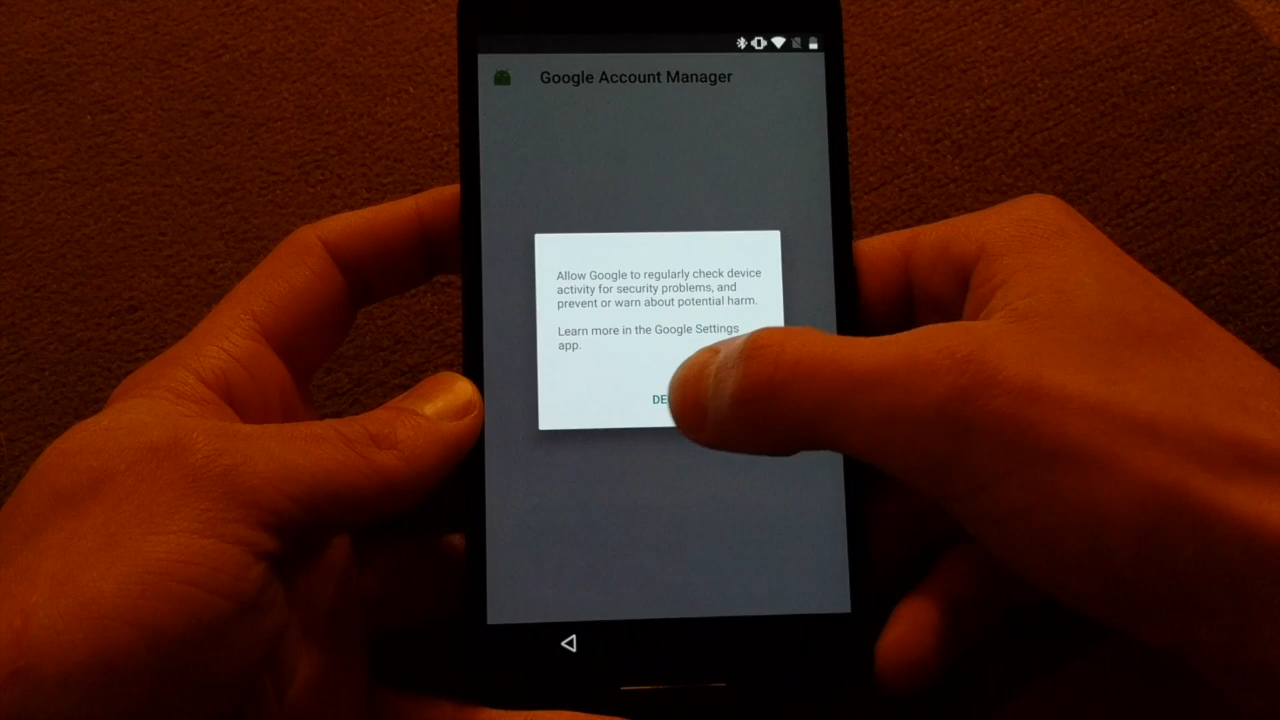 Google Account Manager
Allow Google to regularly check device
activity for security problems, and
prevent or warn about potential harm.
Learn more in the Google Settings
app.